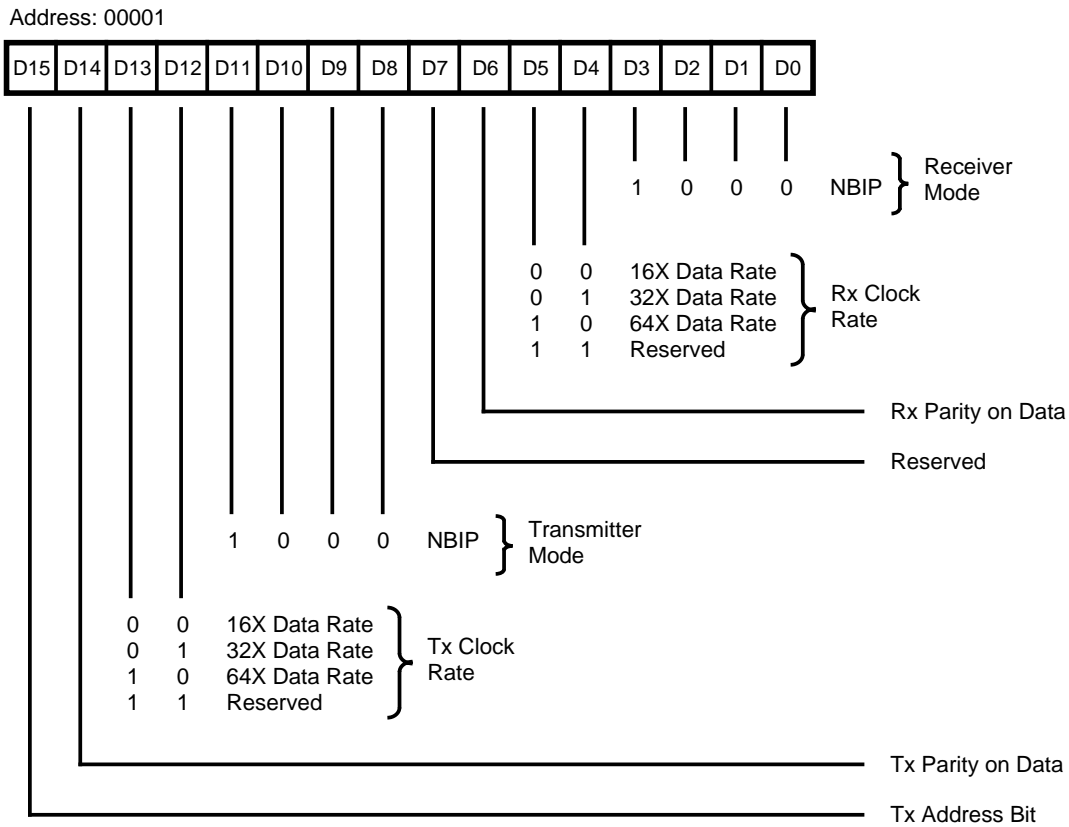 Address: 00001
D15 D14 D13 D12 D11 D10 D9 D8 D7 D6 D5 D4 D3 D2 D1 D0
1 0 0 0 NBIP
Receiver
Mode
0 0 16X Data Rate
0 1 32X Data Rate
1 0 64X Data Rate
1 1 Reserved
Rx Clock
Rate
Rx Parity on Data
Reserved
1 0 0 0 NBIP
Transmitter
Mode
0 0 16X Data Rate
0 1 32X Data Rate
1 0 64X Data Rate
1 1 Reserved
Tx Clock
Rate
Tx Parity on Data
Tx Address Bit